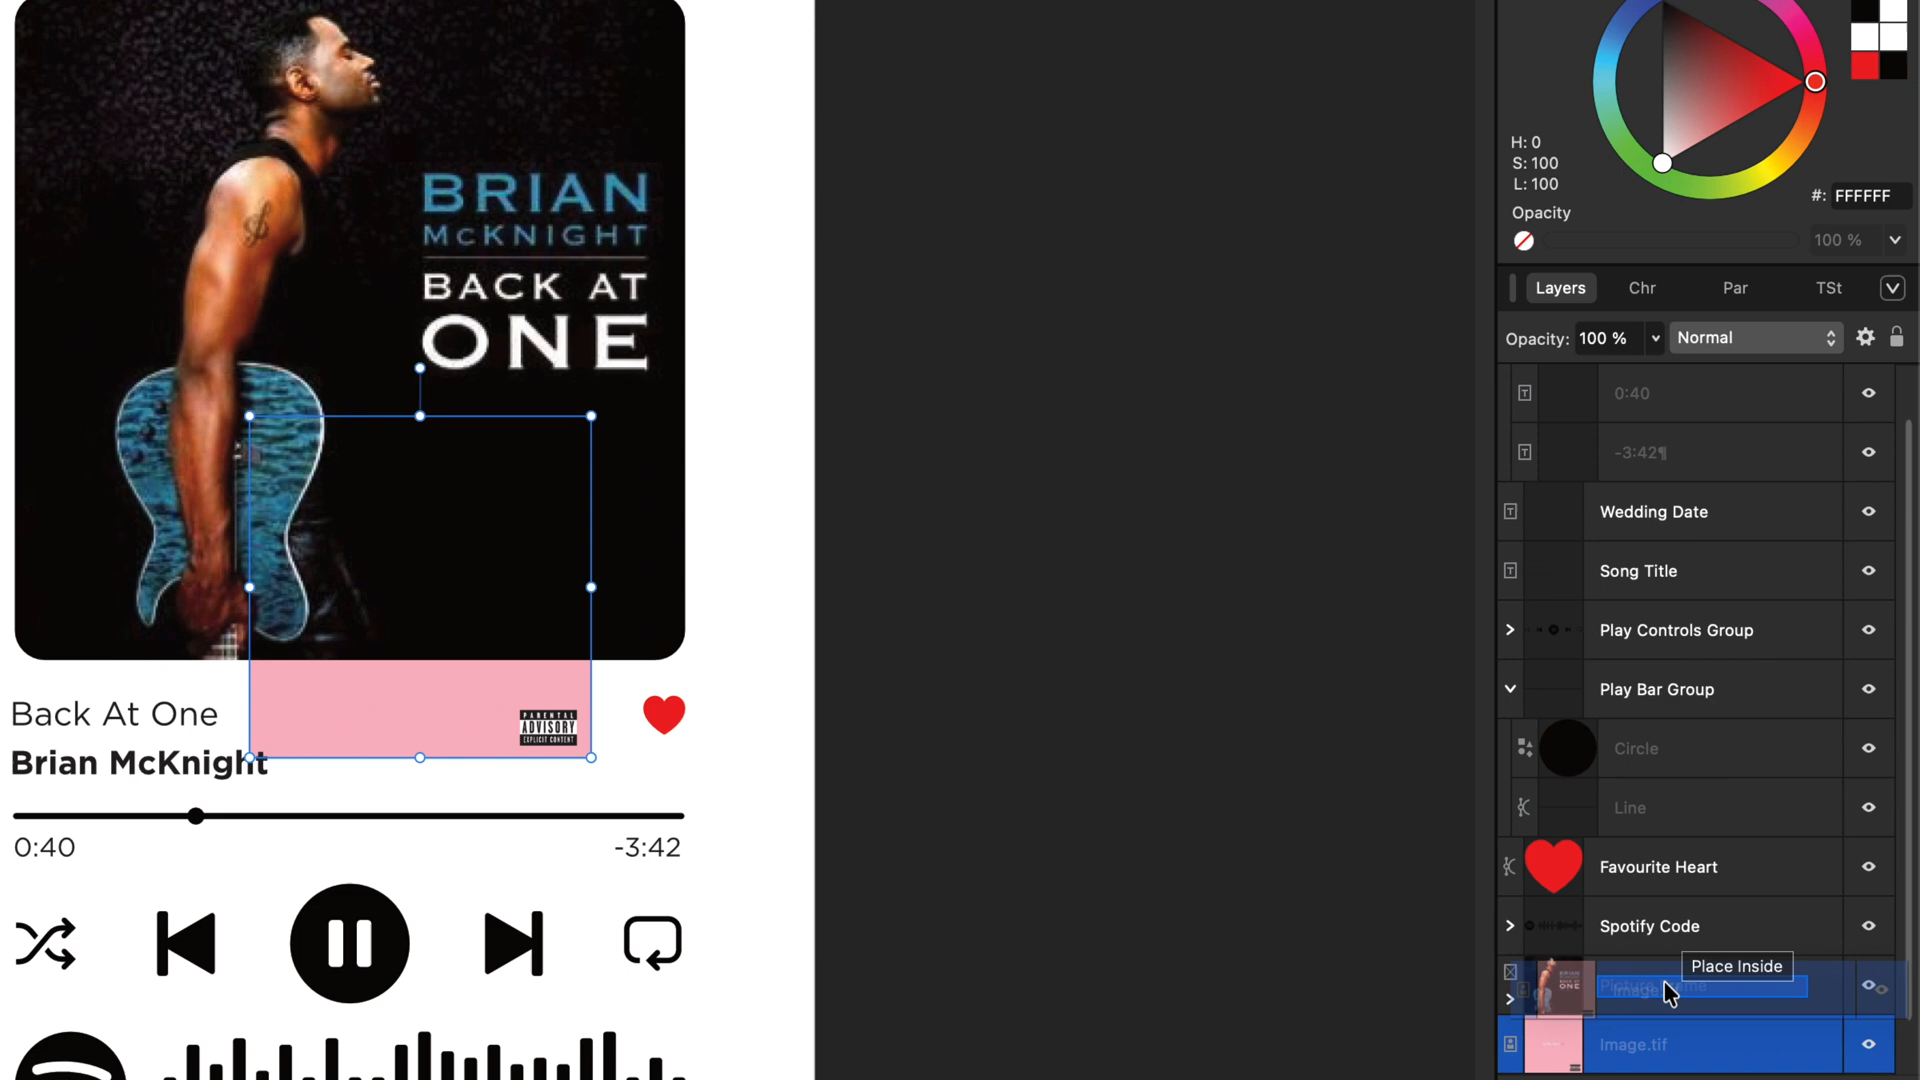 BRIAN
McKNIGHT
BACK AT
ONE
PARENTAL
ADVISORY
EXPLICIT CONTENT
Back At One
Brian McKnight
0:40
-3:42
H: 0
S: 100
L: 100
#: FFFFFF
Opacity
100 %
Layers
Chr
Par
TSt
Opacity: 100 %
Normal
0:40
-3:42¶
Wedding Date
Song Title
Play Controls Group
Play Bar Group
Circle
Line
Favourite Heart
Spotify Code
Place Inside
Picture Frame
Image.tif